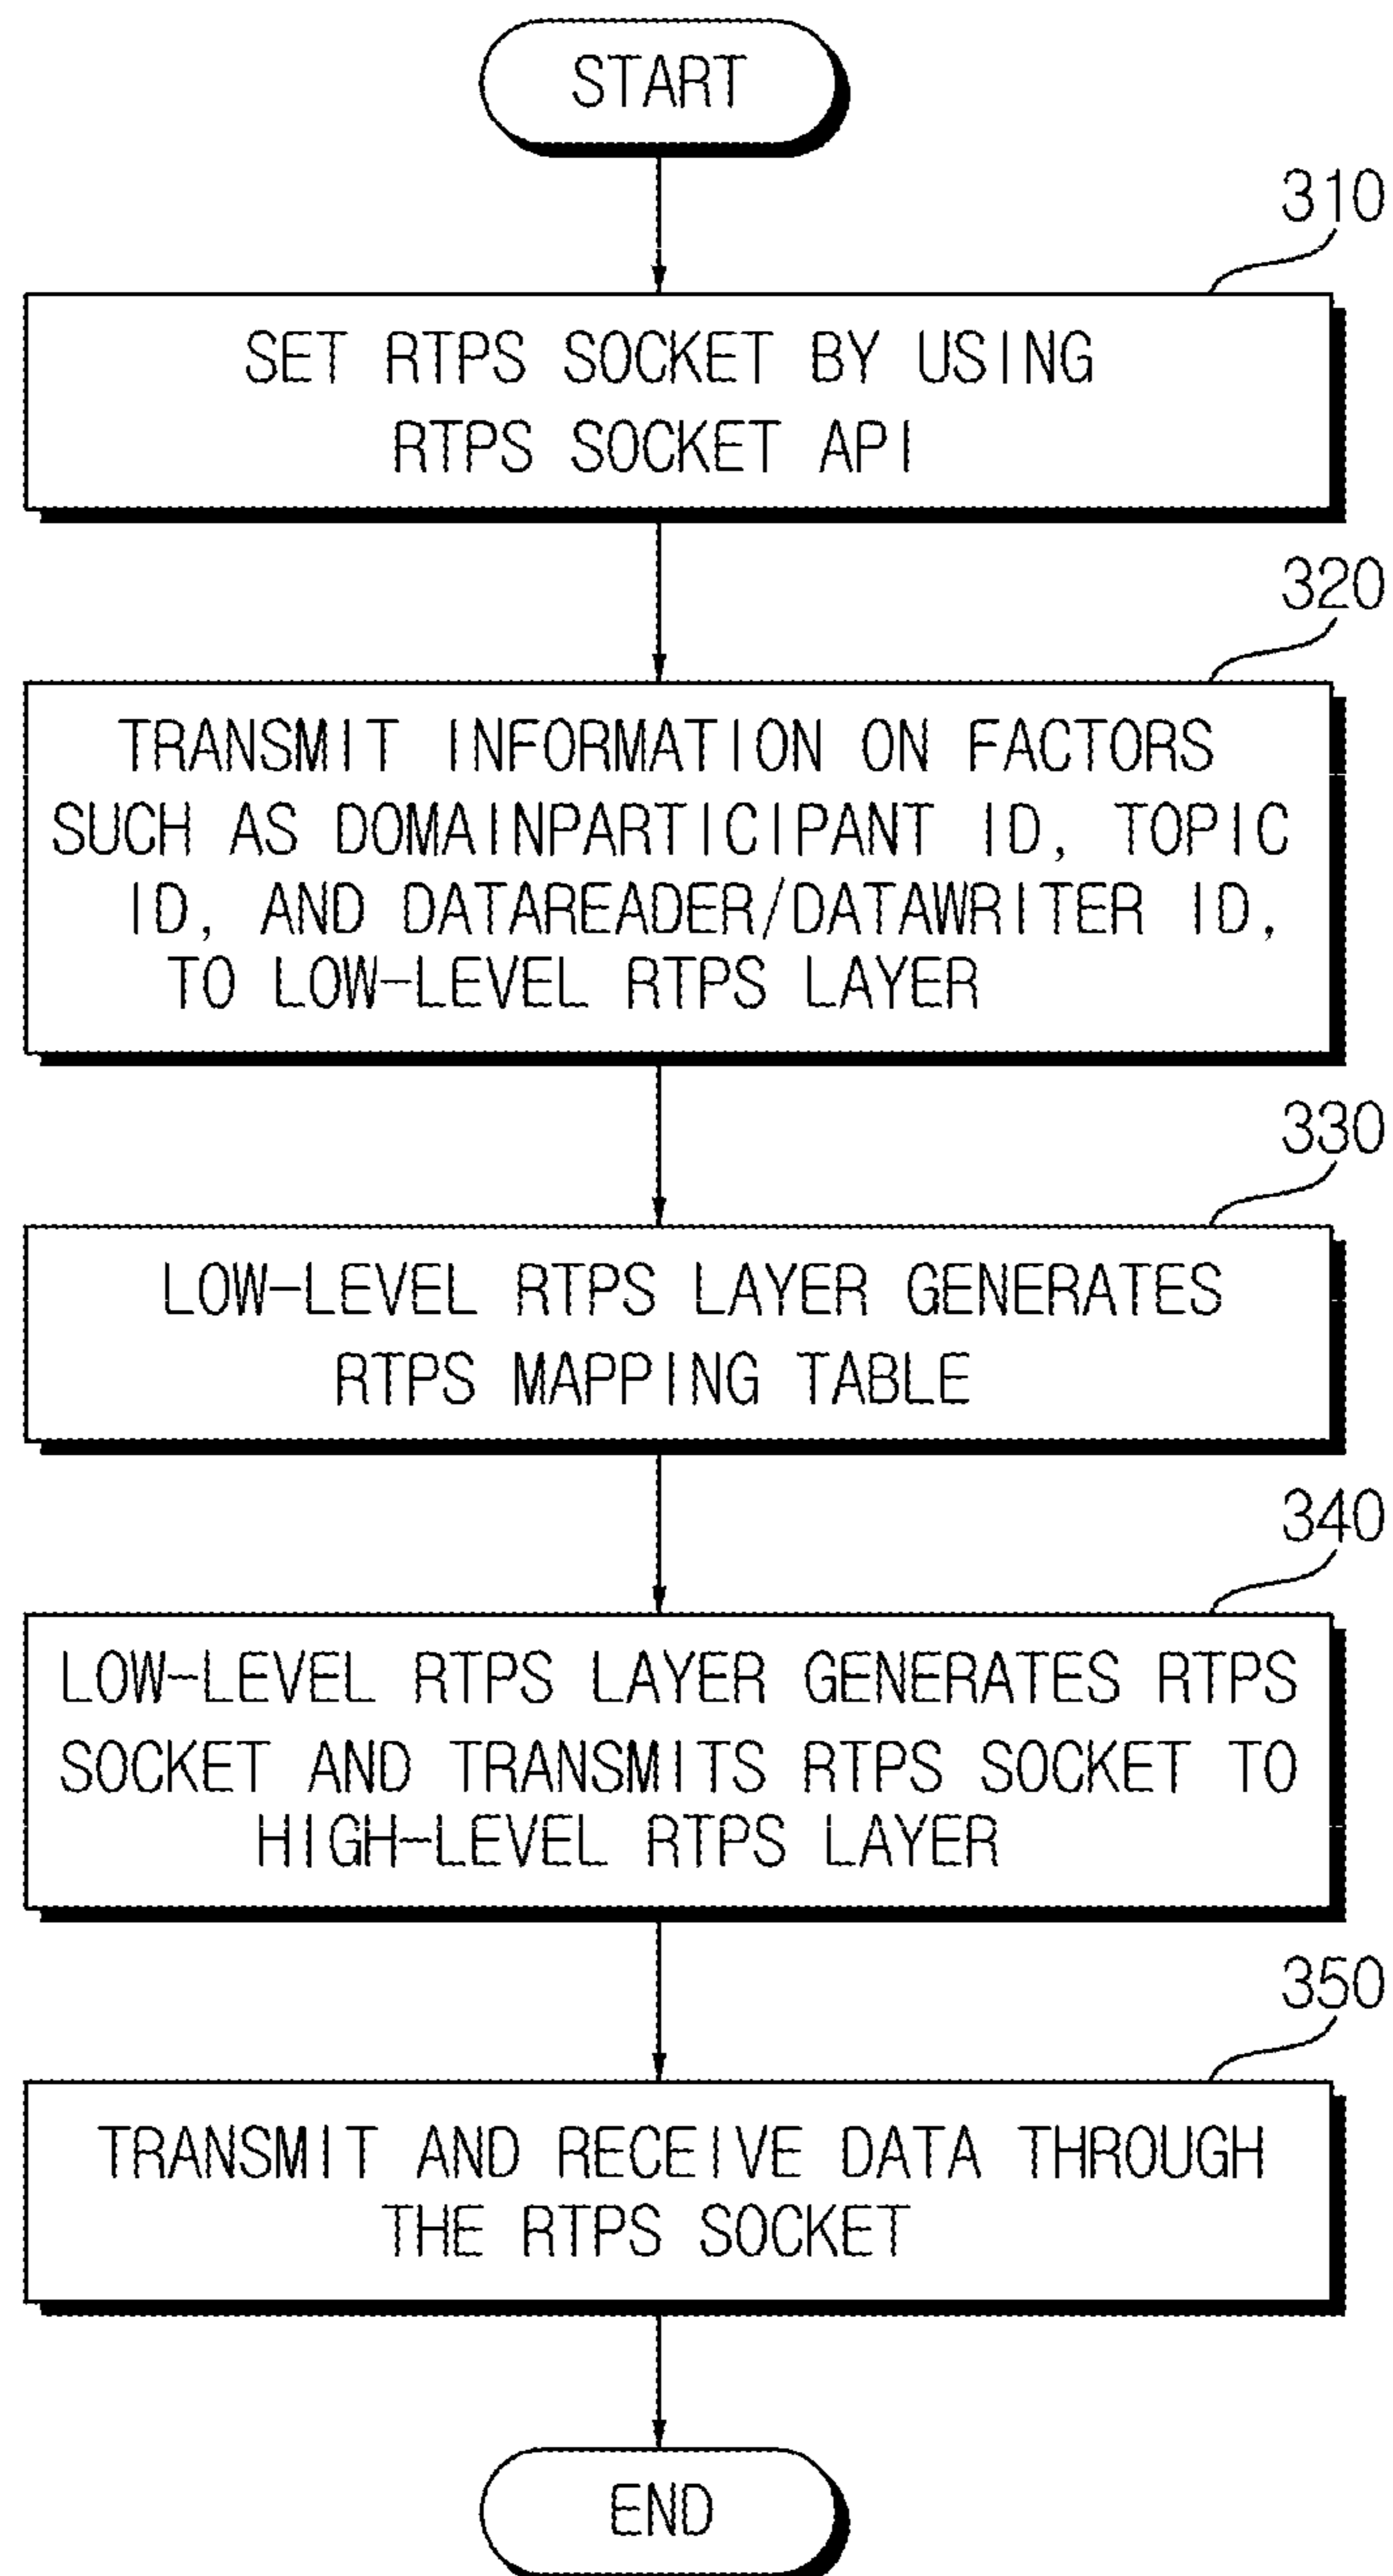 START
310
SET RTPS SOCKET BY USING
RTPS SOCKET API
320
TRANSMIT INFORMATION ON FACTORS
SUCH AS DOMAINPARTICIPANT ID, TOPIC
ID, AND DATAREADER/DATAWRITER ID,
TO LOW-LEVEL RTPS LAYER
330
LOW-LEVEL RTPS LAYER GENERATES
RTPS MAPPING TABLE
340
LOW-LEVEL RTPS LAYER GENERATES RTPS
SOCKET AND TRANSMITS RTPS SOCKET TO
HIGH-LEVEL RTPS LAYER
350
TRANSMIT AND RECEIVE DATA THROUGH
THE RTPS SOCKET
END